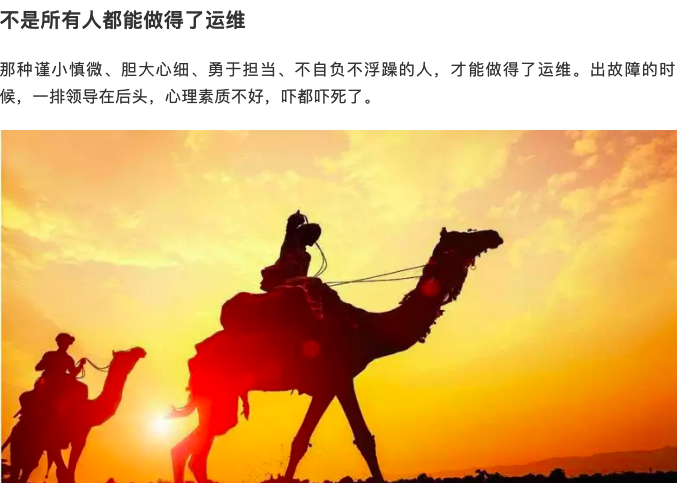 不是所有人都能做得了运维
那种谨小慎微、胆大心细、勇于担当、不自负不浮躁的人，才能做得了运维。出故障的时
候，一排领导在后头，心理素质不好，吓都吓死了。